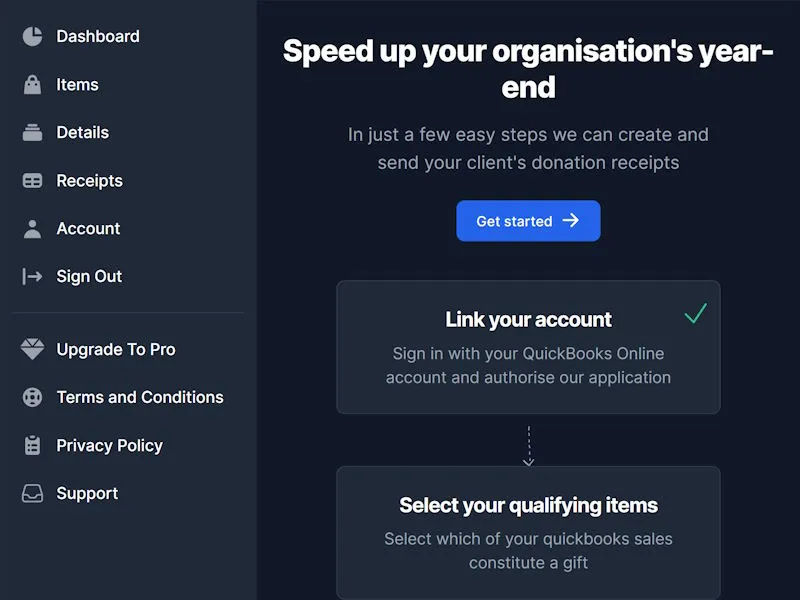 Dashboard
Items
Details
Receipts
Account
Sign Out
Upgrade To Pro
Terms and Conditions
Privacy Policy
Support
Speed up your organisation's year-
end
In just a few easy steps we can create and
send your client's donation receipts
Get started
Link your account
Sign in with your QuickBooks Online
account and authorise our application
Select your qualifying items
Select which of your quickbooks sales
constitute a gift